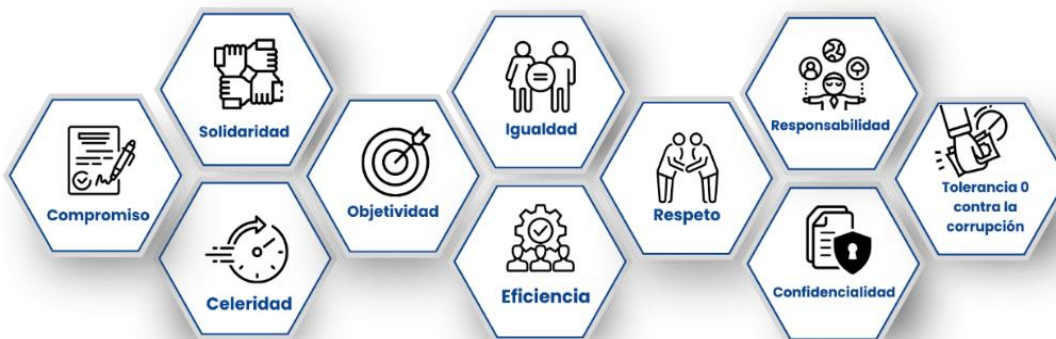 Compromiso
Solidaridad
Celeridad
Objetividad
Igualdad
Eficiencia
Respeto
Responsabilidad
Confidencialidad
Tolerancia 0
contra la
corrupción